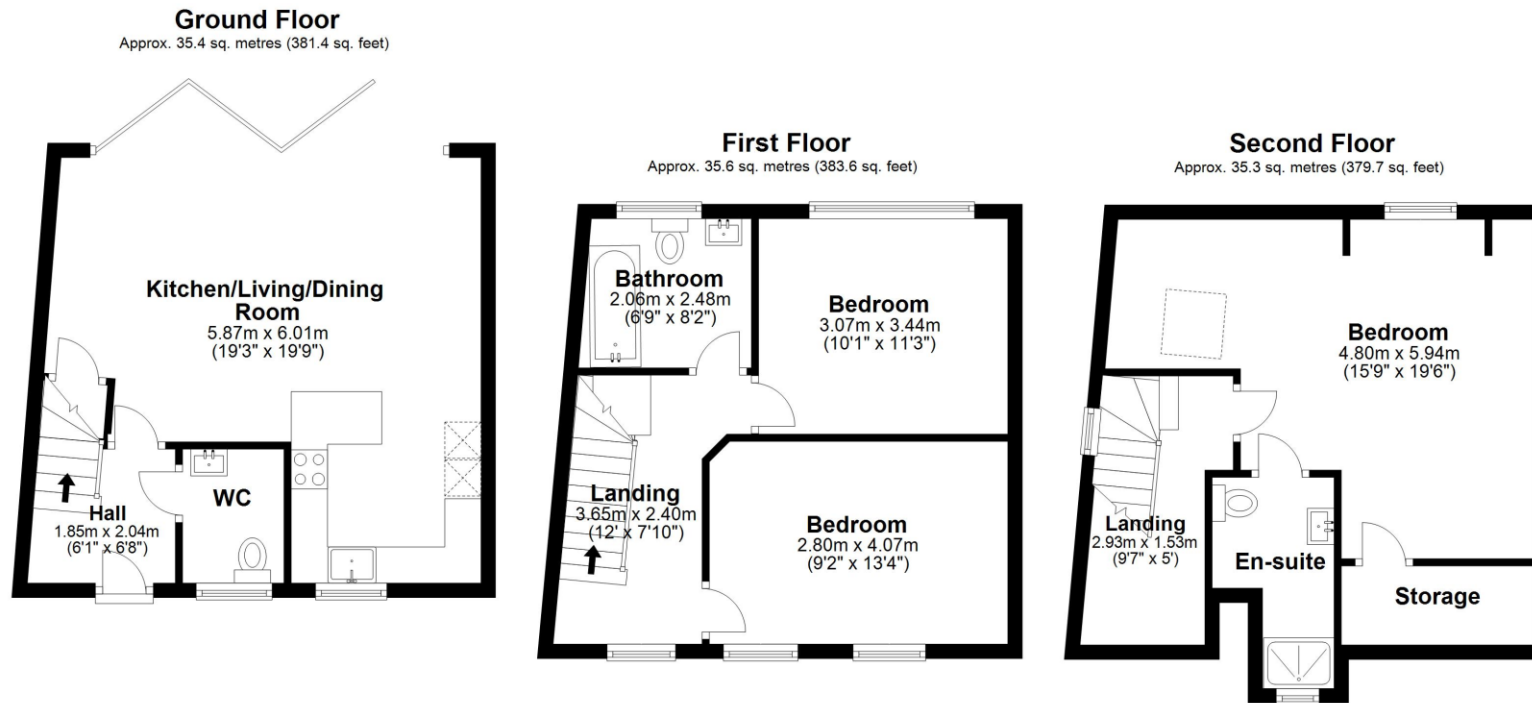 Ground Floor
Approx. 35.4 sq. metres (381.4 sq. feet)
Kitchen/Living/Dining
Room
5.87m x 6.01m
(19'3" x 19'9")
WC
Hall
1.85m x 2.04m
(6'1" x 6'8")
First Floor
Approx. 35.6 sq. metres (383.6 sq. feet)
Bathroom
2.06m x 2.48m
(6'9" x 8'2")
Bedroom
3.07m x 3.44m
(10'1" x 11'3")
Landing
3.65m x 2.40m
(12' x 7'10")
Bedroom
2.80m x 4.07m
(9'2" x 13'4")
Second Floor
Approx. 35.3 sq. metres (379.7 sq. feet)
Bedroom
4.80m x 5.94m
(15'9" x 19'6")
Landing
2.93m x 1.53m
(9'7" x 5')
En-suite
Storage